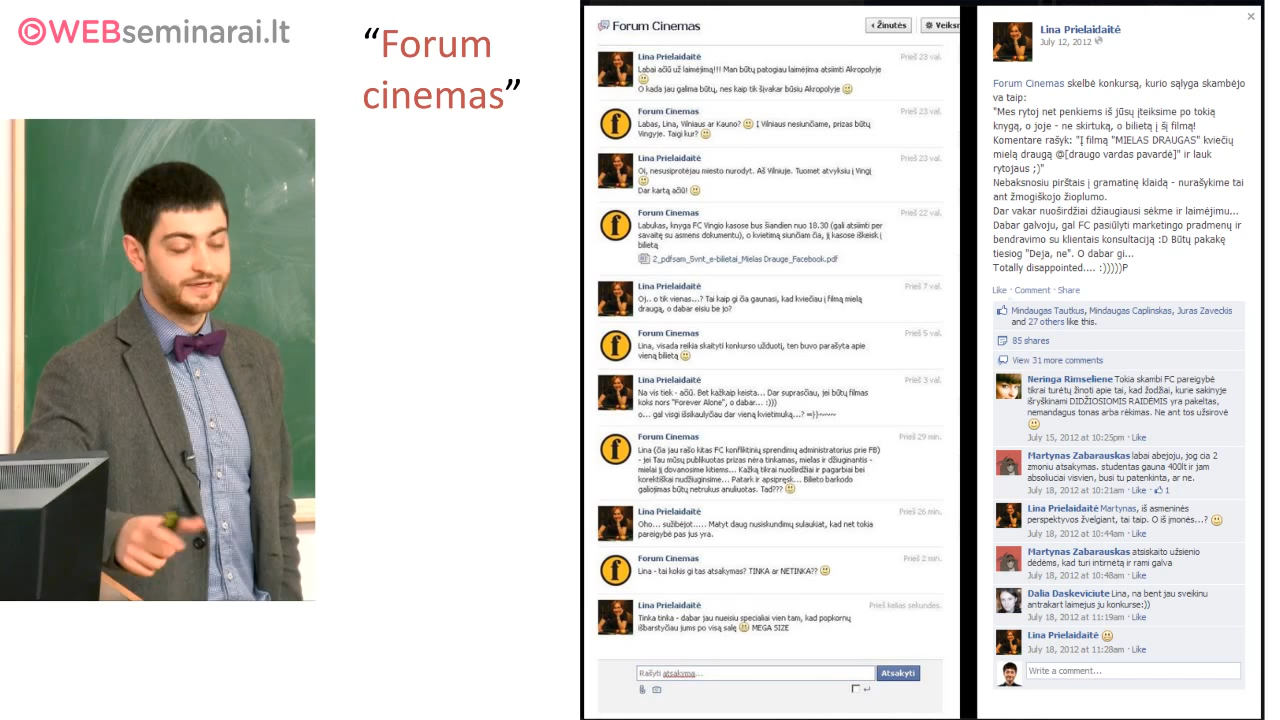 WEBseminarai.lt
“Forum
cinemas”
Forum Cinemas
Žinutės
Veiksm
Lina Prielaidaitė
Prieš 23 val.
Labai ačiū už laimėjimą!!! Man būtų patogiau laimėjima atsiimti Akropolyje
O kada jau galima būtų, nes kaip tik šįvakar būsiu Akropolyje
Forum Cinemas
Prieš 23 val.
Labas, Lina, Vilniaus ar Kauno? Į Vilniaus nesiunčiame, prizas būtų
Vingyje. Taigi kur?
Lina Prielaidaitė
Prieš 23 val.
Oi, nesusiprotėjau miesto nurodyt. Aš Vilniuje. Tuomet atvyksiu į Vingį
Dar kartą ačiū!
Forum Cinemas
Prieš 22 val.
Labukas, knyga FC Vingio kasose bus šiandien nuo 18.30 (gali atsiimti per
savaitę su asmens dokumentu), o kvietimą siunčiam čia, jį kasose iškeisk į
bilietą
2_pdfsam_5vnt_e-bilietai_Mielas Drauge_Facebook.pdf
Lina Prielaidaitė
Prieš 7 val.
Oj.. o tik vienas...? Tai kaip gi čia gaunasi, kad kviečiau į filmą mielą
draugą, o dabar eisiu be jo?
Forum Cinemas
Prieš 5 val.
Lina, visada reikia skaityti konkurso užduotį, ten buvo parašyta apie
vieną bilietą
Lina Prielaidaitė
Prieš 3 val.
Na vis tiek - ačiū. Bet kažkaip keista... Dar suprasčiau, jei būtų filmas
koks nors "Forever Alone", o dabar... :)))
o... gal visgi išsikaulyčiau dar vieną kvietimuką...? =}}~~~~
Forum Cinemas
Prieš 29 min.
Lina (čia jau rašo kitas FC konfliktinių sprendimų administratorius prie FB)
- jei Tau mūsų publikuotas prizas nėra tinkamas, mielas ir džiuginantis -
mielai jį dovanosime kitiems... Kažką tikrai nuoširdžiai ir pagarbiai bei
korektiškai nudžiuginsime... Patark ir apsipręsk... Bilieto barkodo
galiojimas būtų netrukus anuliuotas. Tad???
Lina Prielaidaitė
Prieš 26 min.
Oho... sužibėjot..... Matyt daug nusiskundimų sulaukiat, kad net tokia
pareigybė pas jus yra.
Forum Cinemas
Prieš 2 min.
Lina - tai kokis gi tas atsakymas? TINKA ar NETINKA??
Lina Prielaidaitė
Prieš kelias sekundes.
Tinka tinka - dabar jau nueisiu specialiai vien tam, kad popkornų
išbarstyčiau jums po visą salę MEGA SIZE
Rašyti atsakymą...
Atsakyti
Lina Prielaidaitė
July 12, 2012
Forum Cinemas skelbė konkursą, kurio sąlyga skambėjo
va taip:
"Mes rytoj net penkiems iš jūsų įteiksime po tokią
knygą, o joje - ne skirtuką, o bilietą į šį filmą!
Komentare rašyk: "Į filmą "MIELAS DRAUGAS" kviečių
mielą draugą @[draugo vardas pavardė]" ir lauk
rytojaus ;)"
Nebaksnosiu pirštais į gramatinę klaidą - nurašykime tai
ant žmogiškojo žioplumo.
Dar vakar nuoširdžiai džiaugiausi sėkme ir laimėjimu...
Dabar galvoju, gal FC pasiūlyti marketingo pradmenų ir
bendravimo su klientais konsultaciją :D Būtų pakakę
tiesiog "Deja, ne". O dabar gi...
Totally disappointed.... :)))))P
Like · Comment · Share
Mindaugas Tautkus, Mindaugas Caplinskas, Juras Zaveckis
and 27 others like this.
85 shares
View 31 more comments
Neringa Rimseliene Tokia skambi FC pareigybė
tikrai turėtų žinoti apie tai, kad žodžiai, kurie sakinyje
išryškinami DIDŽIOSIOMIS RAIDĖMIS yra pakeltas,
nemandagus tonas arba rėkimas. Ne ant tos užsirovė
July 15, 2012 at 10:25pm · Like
Martynas Zabarauskas labai abejoju, jog cia 2
zmoniu atsakymas. studentas gauna 400lt ir jam
absoliuciai visvien, busi tu patenkinta, ar ne.
July 18, 2012 at 10:21am · Like · 1
Lina Prielaidaitė Martynas, iš asmeninės
perspektyvos žvelgiant, tai taip. O iš įmonės...?
July 18, 2012 at 10:44am · Like
Martynas Zabarauskas atsiskaito užsienio
dėdėms, kad turi intirnėtą ir rami galva
July 18, 2012 at 10:48am · Like
Dalia Daskeviciute Lina, na bent jau sveikinu
antrakart laimejus ju konkurse:))
July 18, 2012 at 11:19am · Like
Lina Prielaidaitė
July 18, 2012 at 11:28am · Like
Write a comment...